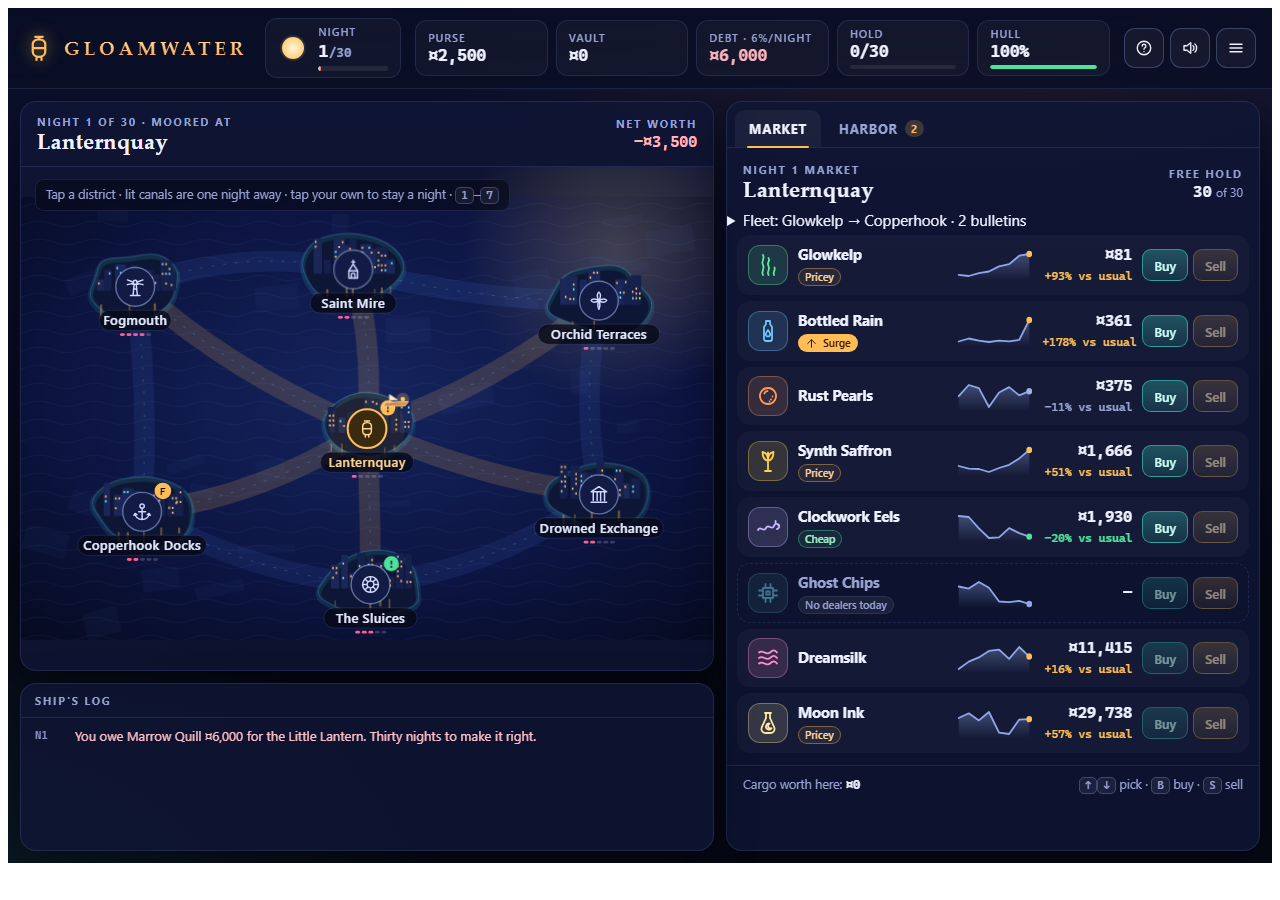 GLOAMWATER
NIGHT
1/30
PURSE
¤2,500
VAULT
¤0
DEBT · 6%/NIGHT
¤6,000
HOLD
0/30
HULL
100%
NIGHT 1 OF 30 · MOORED AT
Lanternquay
NET WORTH
−¤3,500
Tap a district · lit canals are one night away · tap your own to stay a night · 1–7
Fogmouth
Saint Mire
Orchid Terraces
!
Lanternquay
F
Copperhook Docks
Drowned Exchange
!
The Sluices
SHIP'S LOG
N1 You owe Marrow Quill ¤6,000 for the Little Lantern. Thirty nights to make it right.
MARKET
HARBOR 2
NIGHT 1 MARKET
Lanternquay
FREE HOLD
30 of 30
Fleet: Glowkelp → Copperhook · 2 bulletins
Glowkelp
Pricey
¤81
+93% vs usual
Buy Sell
Bottled Rain
↑ Surge
¤361
+178% vs usual
Buy Sell
Rust Pearls
¤375
−11% vs usual
Buy Sell
Synth Saffron
Pricey
¤1,666
+51% vs usual
Buy Sell
Clockwork Eels
Cheap
¤1,930
−20% vs usual
Buy Sell
Ghost Chips
No dealers today
—
Buy Sell
Dreamsilk
¤11,415
+16% vs usual
Buy Sell
Moon Ink
Pricey
¤29,738
+57% vs usual
Buy Sell
Cargo worth here: ¤0
↑ ↓ pick · B buy · S sell